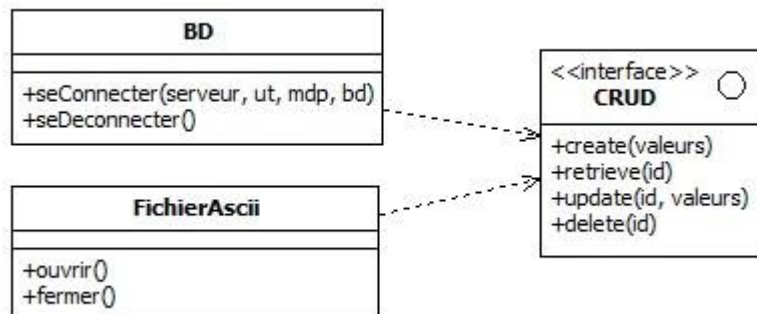 BD
+seConnecter(serveur, ut, mdp, bd)
+seDeconnecter()
FichierAscii
+ouvrir()
+fermer()
<<interface>>
CRUD
+create(valeurs)
+retrieve(id)
+update(id, valeurs)
+delete(id)